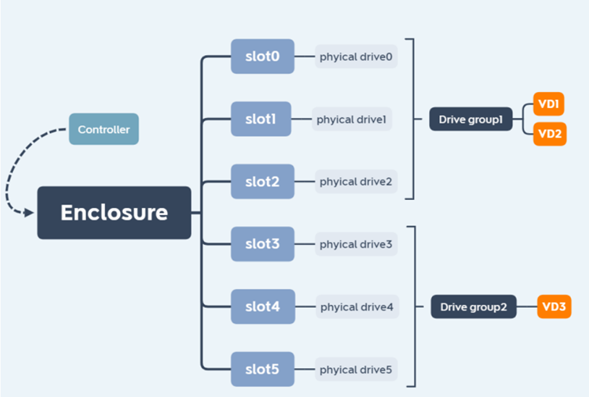 slot0
phyical drive0
VD1
slot1
phyical drive1
Drive group1
Controller
VD2
slot2
phyical drive2
Enclosure
slot3
phyical drive3
slot4
phyical drive4
Drive group2
VD3
slot5
phyical drive5